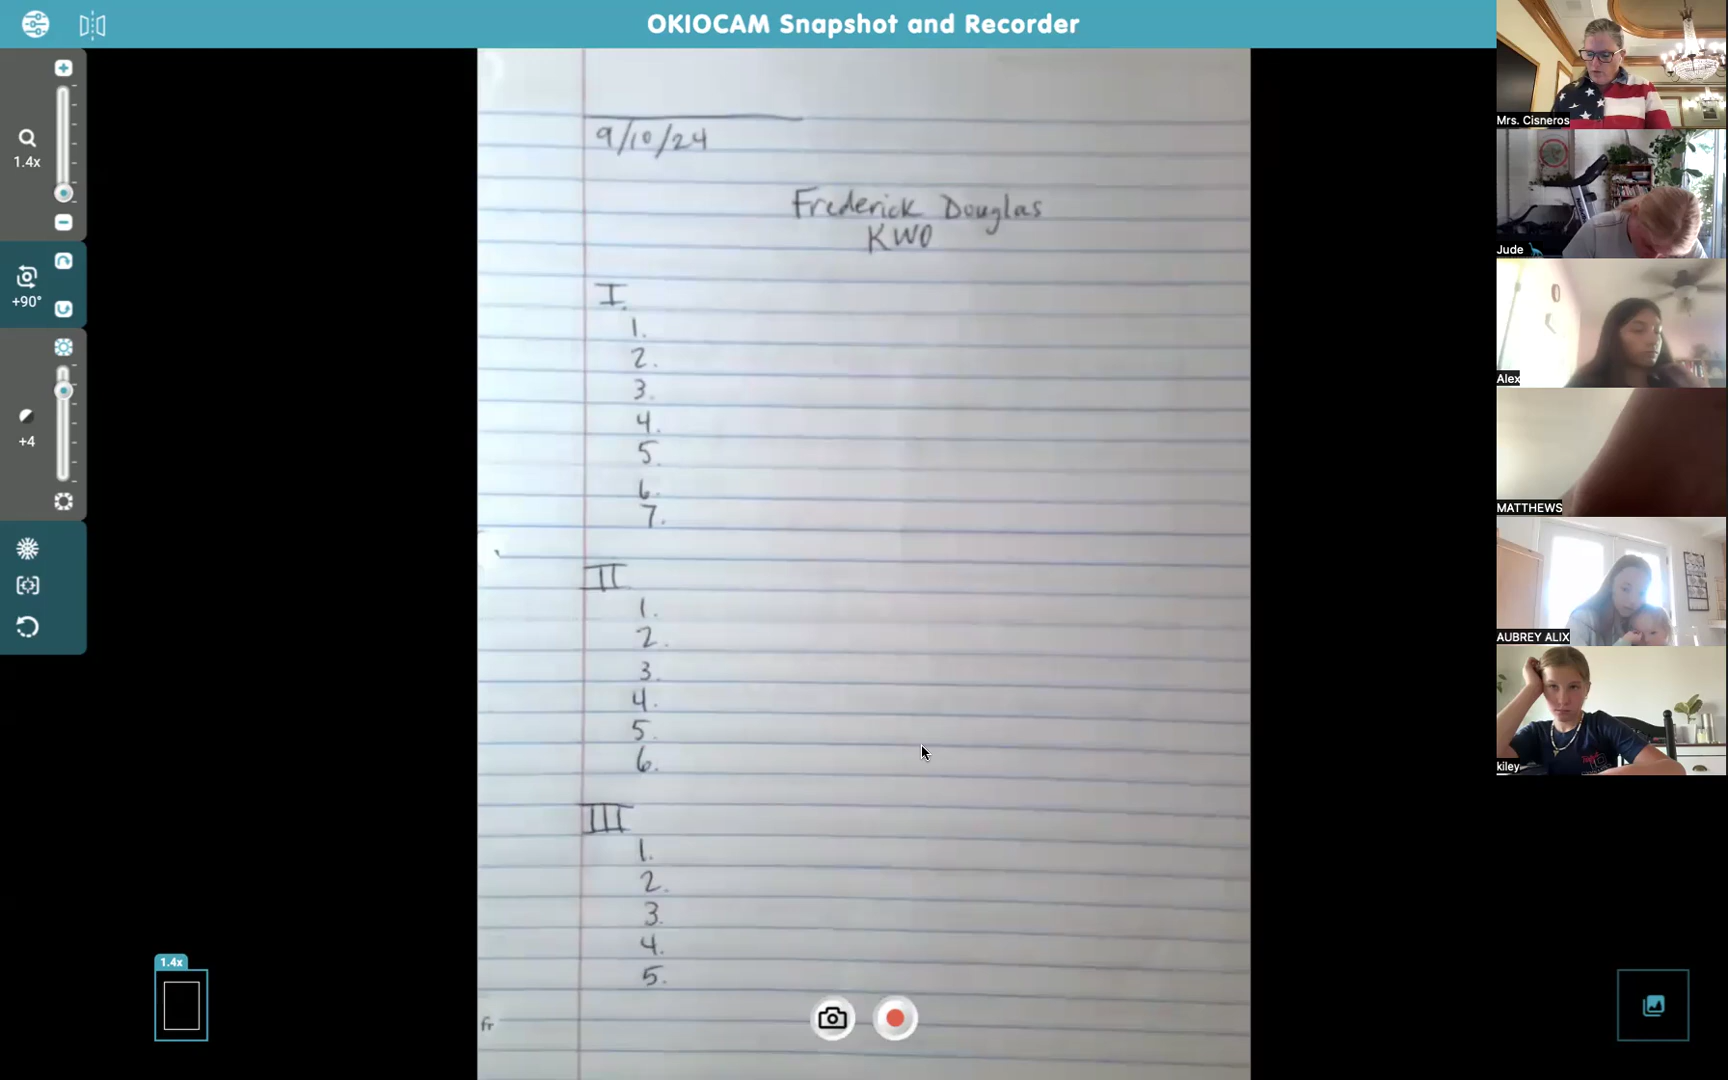 OKIOCAM Snapshot and Recorder
1.4x
+90°
+4
9/10/24
Frederick Douglas
KWO
I.
1.
2.
3.
4.
5.
6.
7.
II
1.
2.
3.
4.
5.
6.
III
1.
2.
3.
4.
5.
fr
1.4x
Mrs. Cisneros
Jude
Alex
MATTHEWS
AUBREY ALIX
kiley